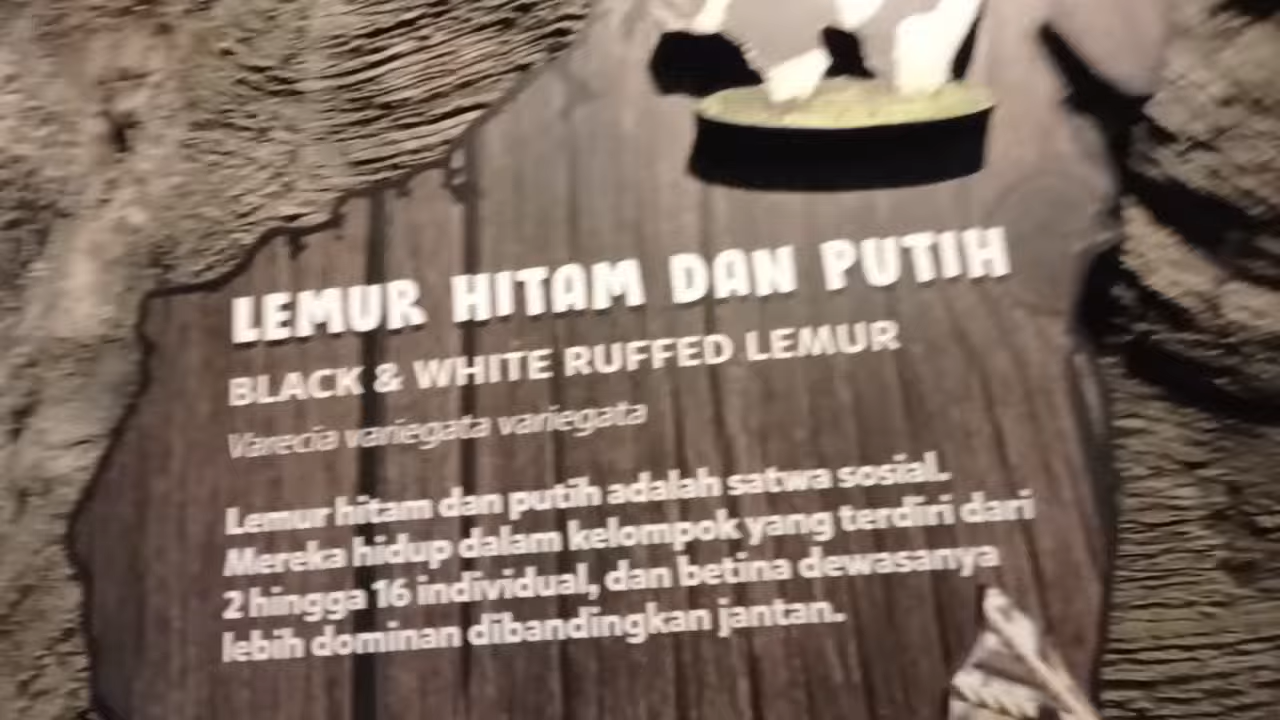 LEMUR HITAM DAN PUTIH
BLACK & WHITE RUFFED LEMUR
Varecia variegata variegata
Lemur hitam dan putih adalah satwa sosial.
Mereka hidup dalam kelompok yang terdiri dari
2 hingga 16 individual, dan betina dewasanya
lebih dominan dibandingkan jantan.